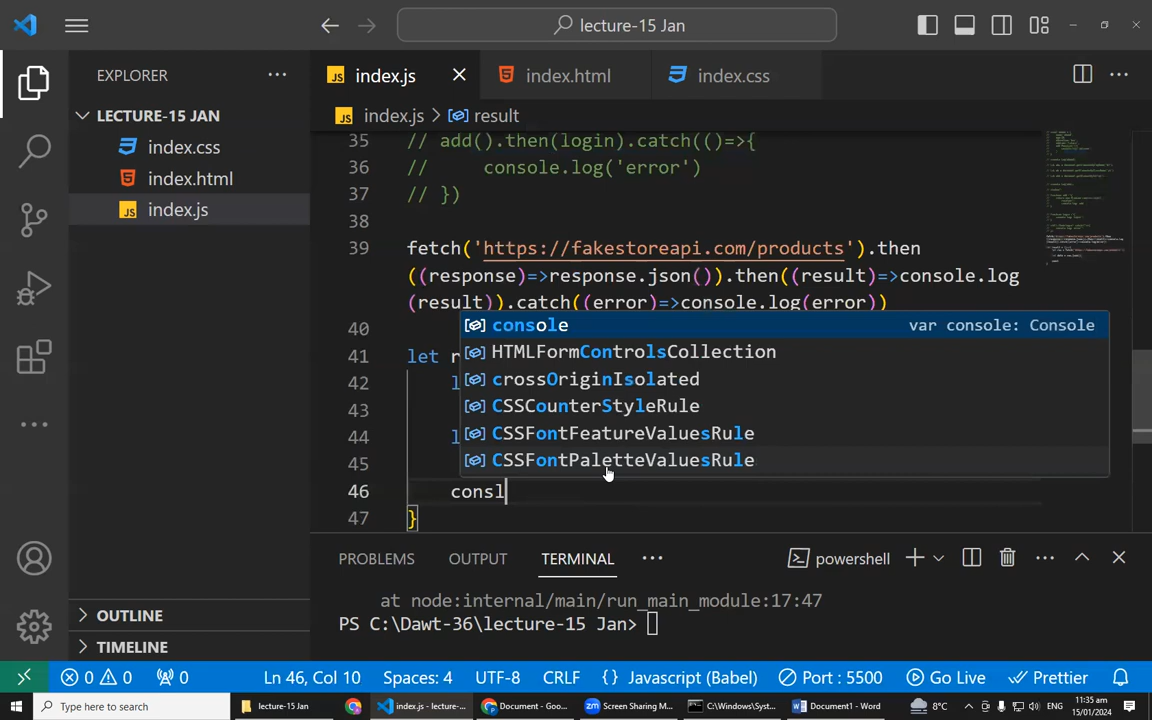 lecture-15 Jan
EXPLORER
LECTURE-15 JAN
index.css
index.html
JS index.js
JS index.js
index.html
index.css
JS index.js > result
35 // add().then(login).catch(()=>{
36 // console.log('error')
37 // })
38
39 fetch('https://fakestoreapi.com/products').then
((response)=>response.json()).then((result)=>console.log
(result)).catch((error)=>console.log(error))
40
console var console: Console
41 let r
HTMLFormControlsCollection
42 l
crossOriginIsolated
43
CSSCounterStyleRule
44 l
CSSFontFeatureValuesRule
45
CSSFontPaletteValuesRule
46 consl
47 }
PROBLEMS OUTPUT TERMINAL powershell
at node:internal/main/run_main_module:17:47
PS C:\Dawt-36\lecture-15 Jan>
OUTLINE
TIMELINE
0 0 0 Ln 46, Col 10 Spaces: 4 UTF-8 CRLF {} Javascript (Babel) Port : 5500 Go Live Prettier
Type here to search lecture-15 Jan index.js - lecture-... Document - Goo... Screen Sharing M... C:\Windows\Syst... Document1 - Word 8°C ENG 11:35 am
15/01/2024